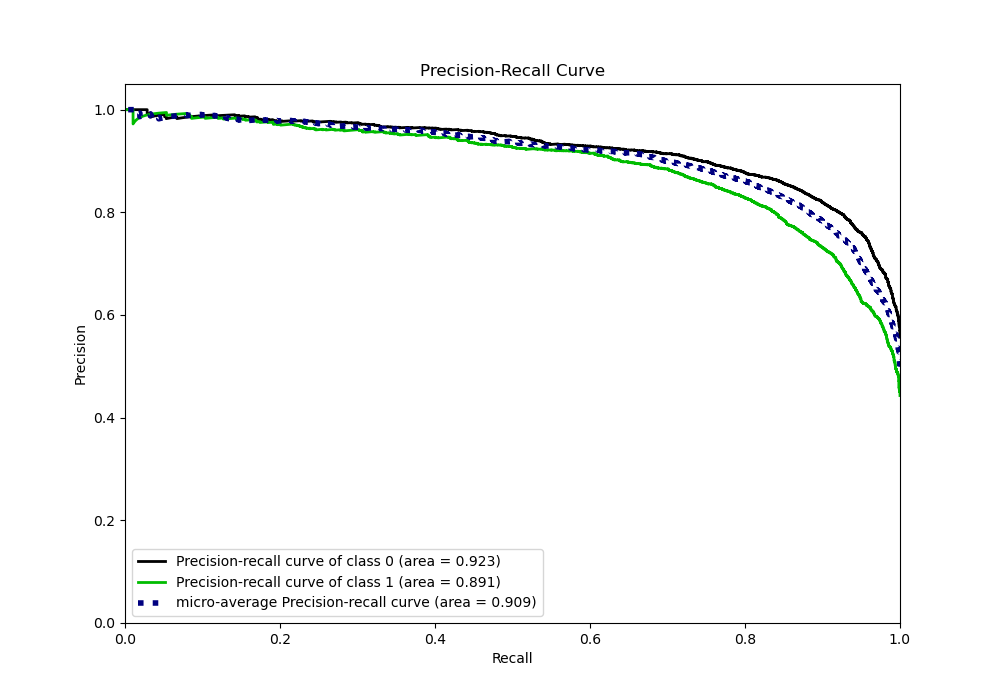 Precision-Recall Curve
1.0
0.8
0.6
0.4
0.2
0.0
Precision
Precision-recall curve of class 0 (area = 0.923)
Precision-recall curve of class 1 (area = 0.891)
micro-average Precision-recall curve (area = 0.909)
0.0 0.2 0.4 0.6 0.8 1.0
Recall